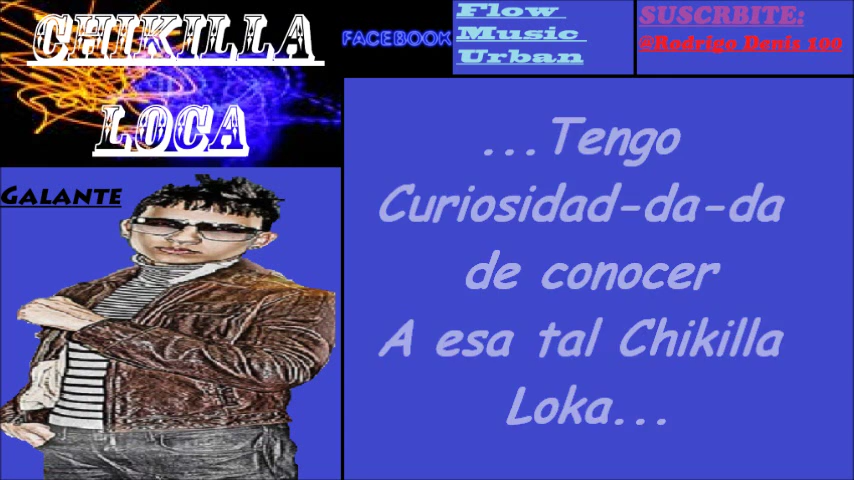 CHIKILLA
LOCA
FACEBOOK
Flow
Music
Urban
SUSCRBITE:
@Rodrigo Denis 100
GALANTE
...Tengo
Curiosidad-da-da
de conocer
A esa tal Chikilla
Loka...